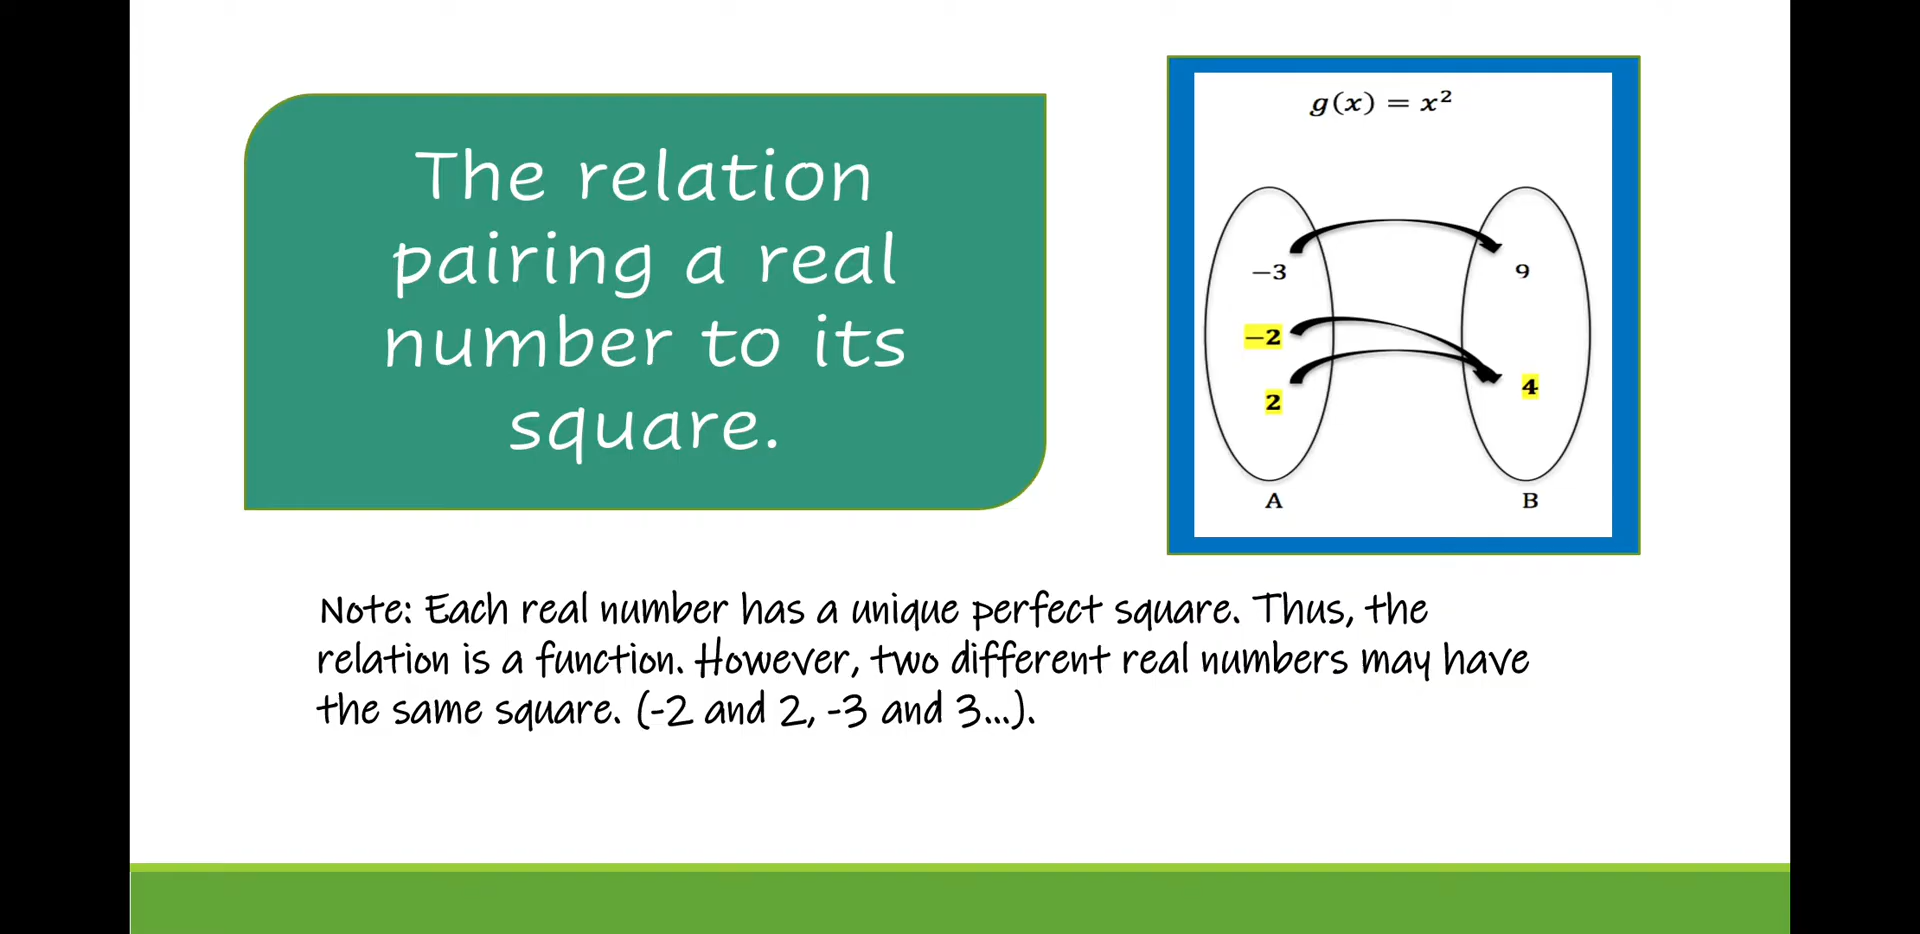 The relation
pairing a real
number to its
square.
g(x) = x²
−3
9
−2
2
4
A
B
Note: Each real number has a unique perfect square. Thus, the
relation is a function. However, two different real numbers may have
the same square. (-2 and 2, -3 and 3...).